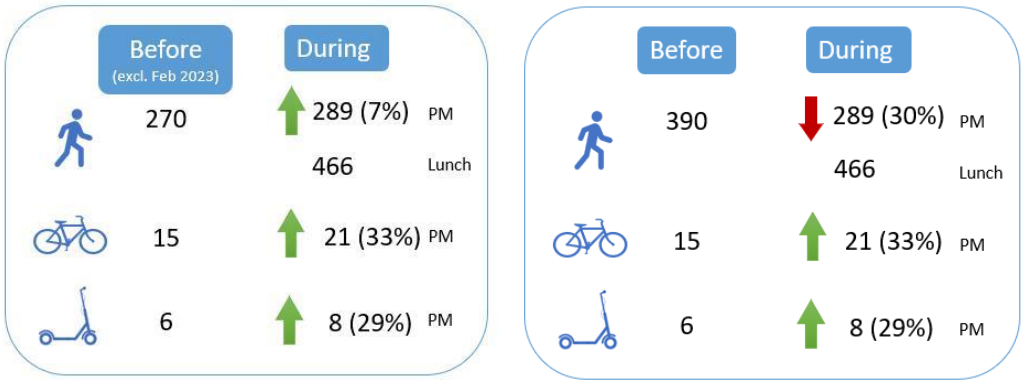 Before
(excl. Feb 2023)
During
270
289 (7%) PM
466 Lunch
15
21 (33%) PM
6
8 (29%) PM
Before
During
390
289 (30%) PM
466 Lunch
15
21 (33%) PM
6
8 (29%) PM